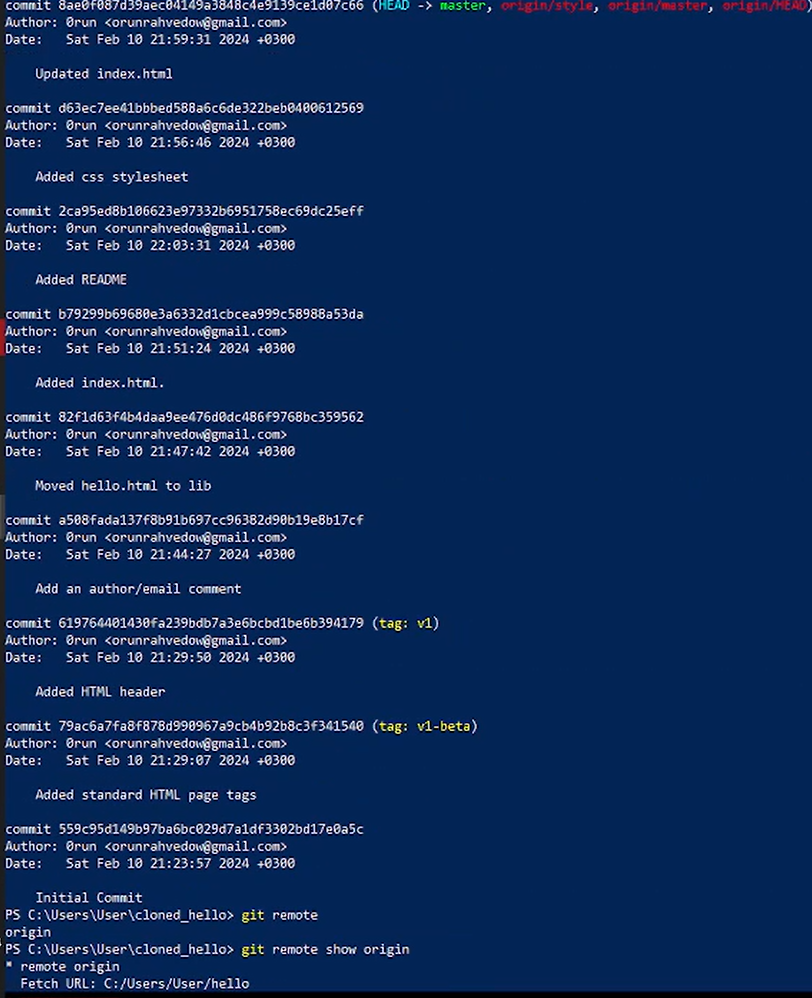 commit 8ae0f087d39aec04149a3848c4e9139ce1d07c66 (HEAD -> master, origin/style, origin/master, origin/HEAD)
Author: 0run <orunrahvedow@gmail.com>
Date:   Sat Feb 10 21:59:31 2024 +0300
Updated index.html
commit d63ec7ee41bbbed588a6c6de322beb0400612569
Author: 0run <orunrahvedow@gmail.com>
Date:   Sat Feb 10 21:56:46 2024 +0300
Added css stylesheet
commit 2ca95ed8b106623e97332b6951758ec69dc25eff
Author: 0run <orunrahvedow@gmail.com>
Date:   Sat Feb 10 22:03:31 2024 +0300
Added README
commit b79299b69680e3a6332d1cbcea999c58988a53da
Author: 0run <orunrahvedow@gmail.com>
Date:   Sat Feb 10 21:51:24 2024 +0300
Added index.html.
commit 82f1d63f4b4daa9ee476d0dc486f9768bc359562
Author: 0run <orunrahvedow@gmail.com>
Date:   Sat Feb 10 21:47:42 2024 +0300
Moved hello.html to lib
commit a508fada137f8b91b697cc96382d90b19e8b17cf
Author: 0run <orunrahvedow@gmail.com>
Date:   Sat Feb 10 21:44:27 2024 +0300
Add an author/email comment
commit 619764401430fa239bdb7a3e6bcbd1be6b394179 (tag: v1)
Author: 0run <orunrahvedow@gmail.com>
Date:   Sat Feb 10 21:29:50 2024 +0300
Added HTML header
commit 79ac6a7fa8f878d990967a9cb4b92b8c3f341540 (tag: v1-beta)
Author: 0run <orunrahvedow@gmail.com>
Date:   Sat Feb 10 21:29:07 2024 +0300
Added standard HTML page tags
commit 559c95d149b97ba6bc029d7a1df3302bd17e0a5c
Author: 0run <orunrahvedow@gmail.com>
Date:   Sat Feb 10 21:23:57 2024 +0300
Initial Commit
PS C:\Users\User\cloned_hello> git remote
origin
PS C:\Users\User\cloned_hello> git remote show origin
* remote origin
Fetch URL: C:/Users/User/hello